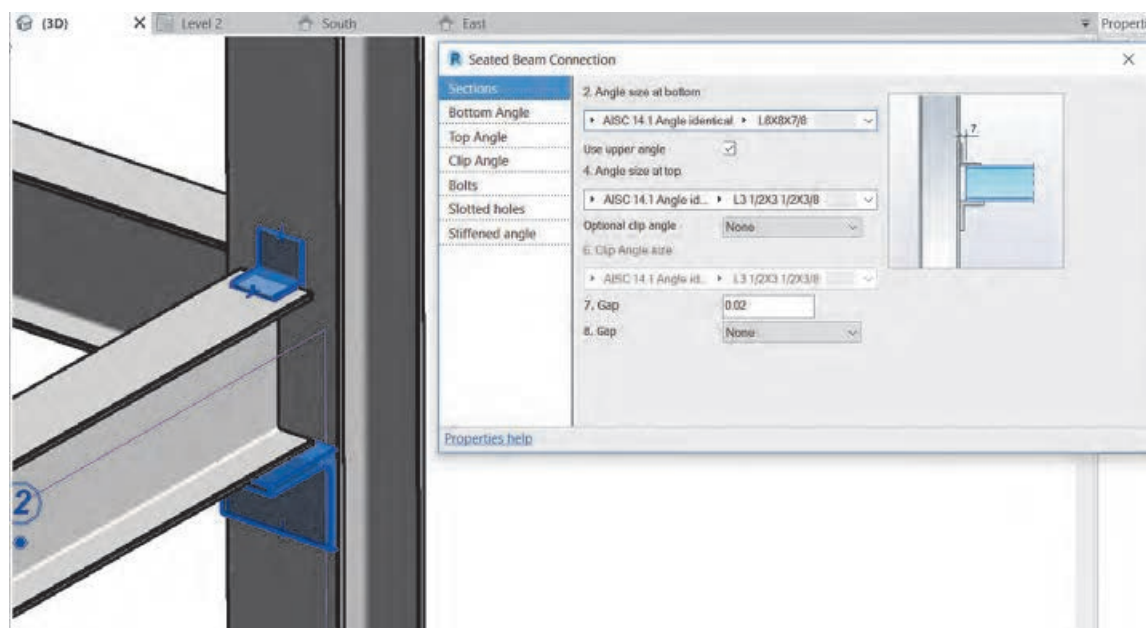 (3D)
Level 2
South
East
Properti
Seated Beam Connection
Sections
Bottom Angle
Top Angle
Clip Angle
Bolts
Slotted holes
Stiffened angle
2. Angle size at bottom
AISC 14.1 Angle identical L8X8X7/8
Use upper angle
4. Angle size at top
AISC 14.1 Angle id... L3 1/2X3 1/2X3/8
Optional clip angle None
6. Clip Angle size
AISC 14.1 Angle id... L3 1/2X3 1/2X3/8
7. Gap 0.02
8. Gap None
7
Properties help
2